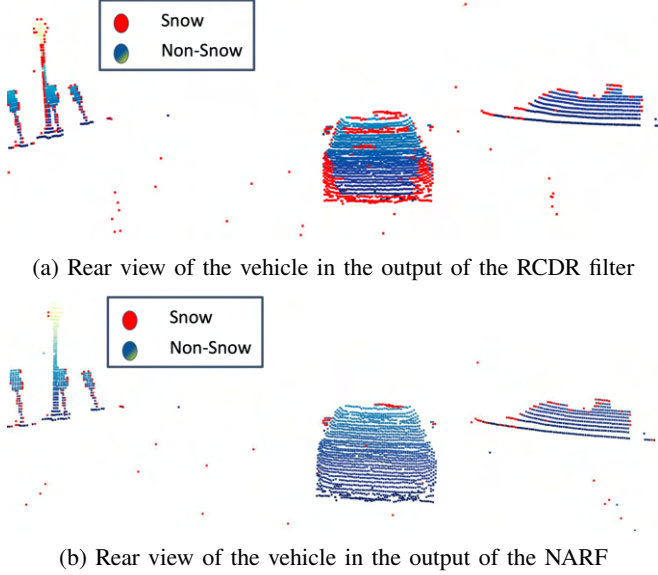 Snow
Non-Snow
(a) Rear view of the vehicle in the output of the RCDR filter
Snow
Non-Snow
(b) Rear view of the vehicle in the output of the NARF